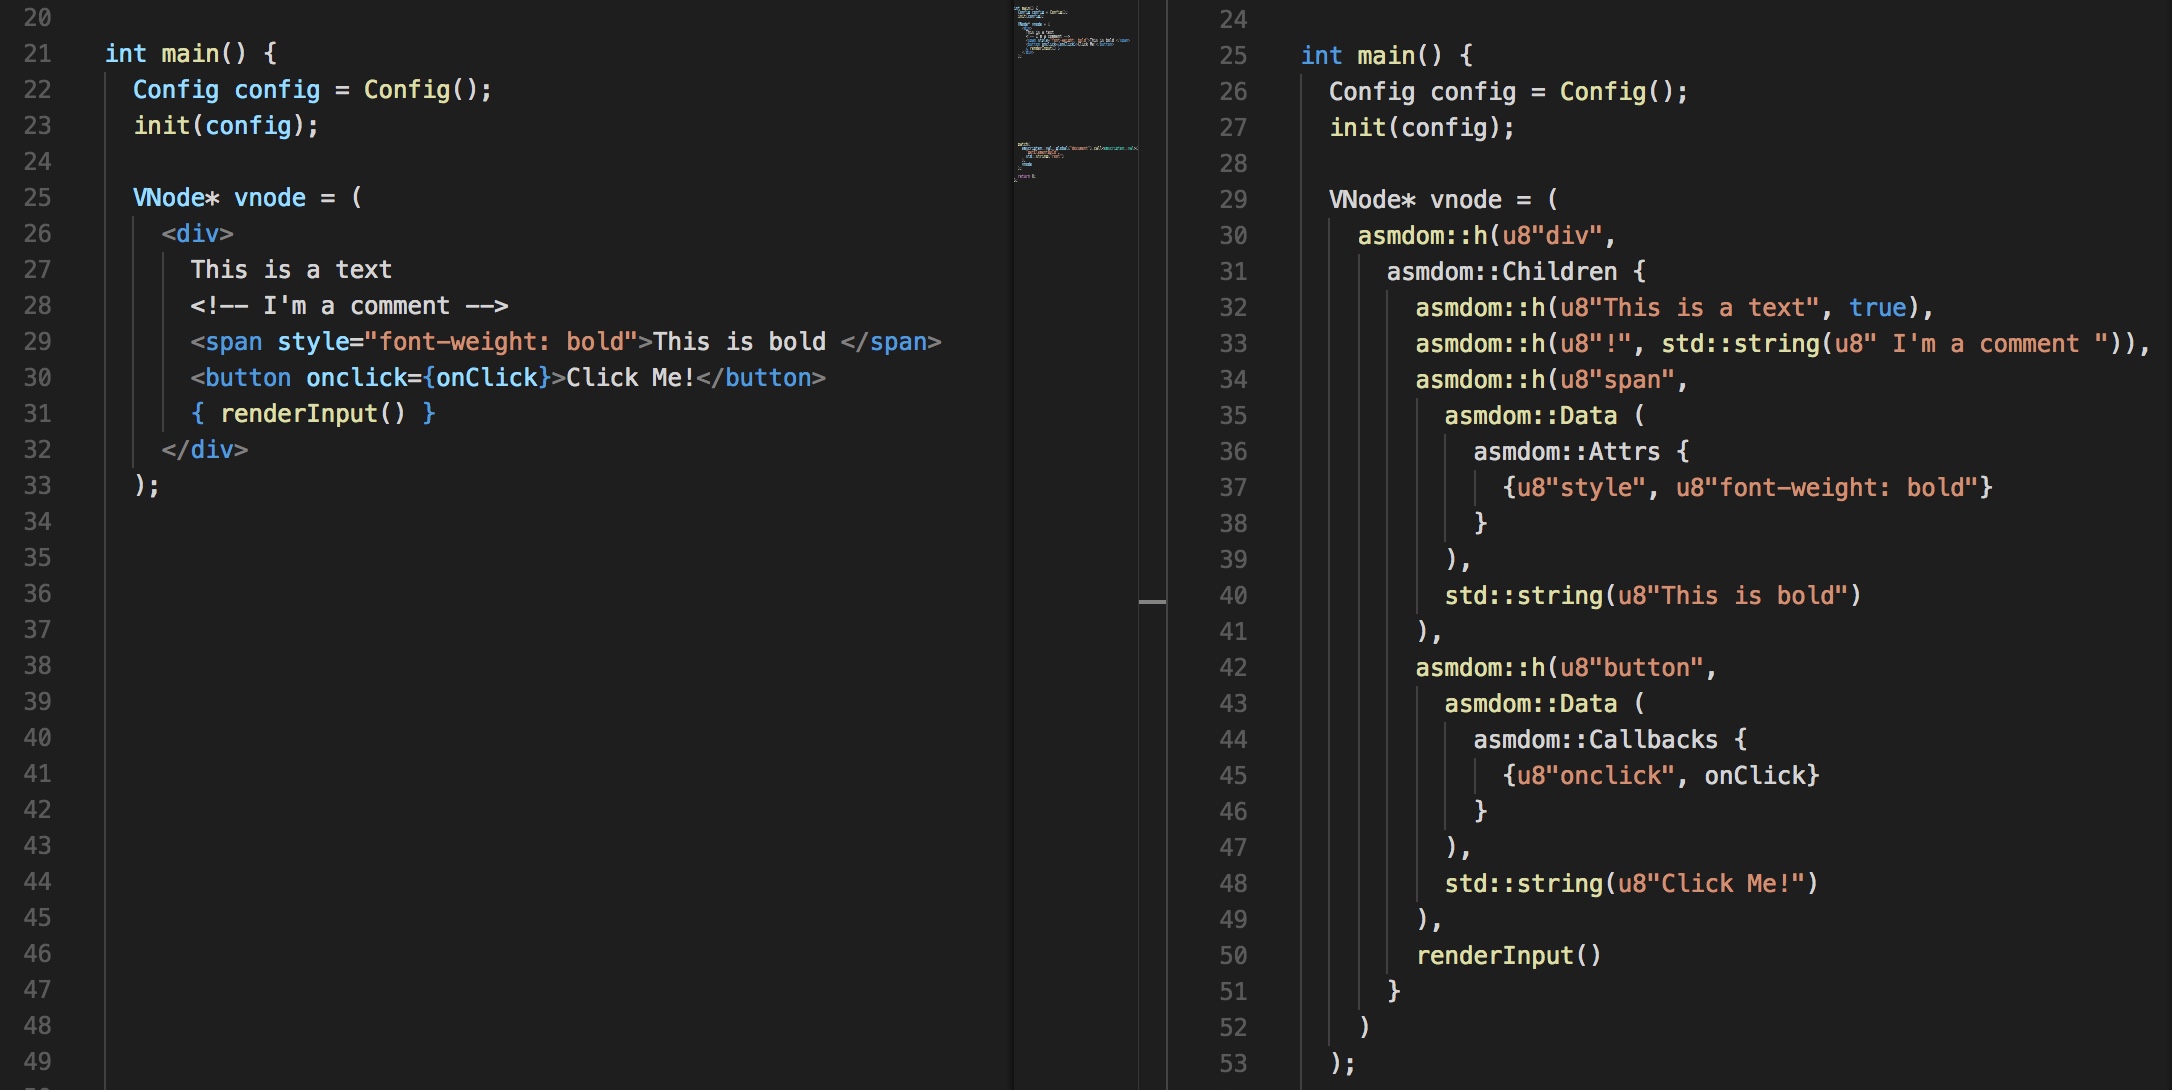 20
21 int main() {
22 Config config = Config();
23 init(config);
24
25 VNode* vnode = (
26 <div>
27 This is a text
28 <!-- I'm a comment -->
29 <span style="font-weight: bold">This is bold </span>
30 <button onclick={onClick}>Click Me!</button>
31 { renderInput() }
32 </div>
33 );
34
35
36
37
38
39
40
41
42
43
44
45
46
47
48
49
24
25 int main() {
26 Config config = Config();
27 init(config);
28
29 VNode* vnode = (
30 asmdom::h(u8"div",
31 asmdom::Children {
32 asmdom::h(u8"This is a text", true),
33 asmdom::h(u8"!", std::string(u8" I'm a comment ")),
34 asmdom::h(u8"span",
35 asmdom::Data (
36 asmdom::Attrs {
37 {u8"style", u8"font-weight: bold"}
38 }
39 ),
40 std::string(u8"This is bold")
41 ),
42 asmdom::h(u8"button",
43 asmdom::Data (
44 asmdom::Callbacks {
45 {u8"onclick", onClick}
46 }
47 ),
48 std::string(u8"Click Me!")
49 ),
50 renderInput()
51 }
52 )
53 );